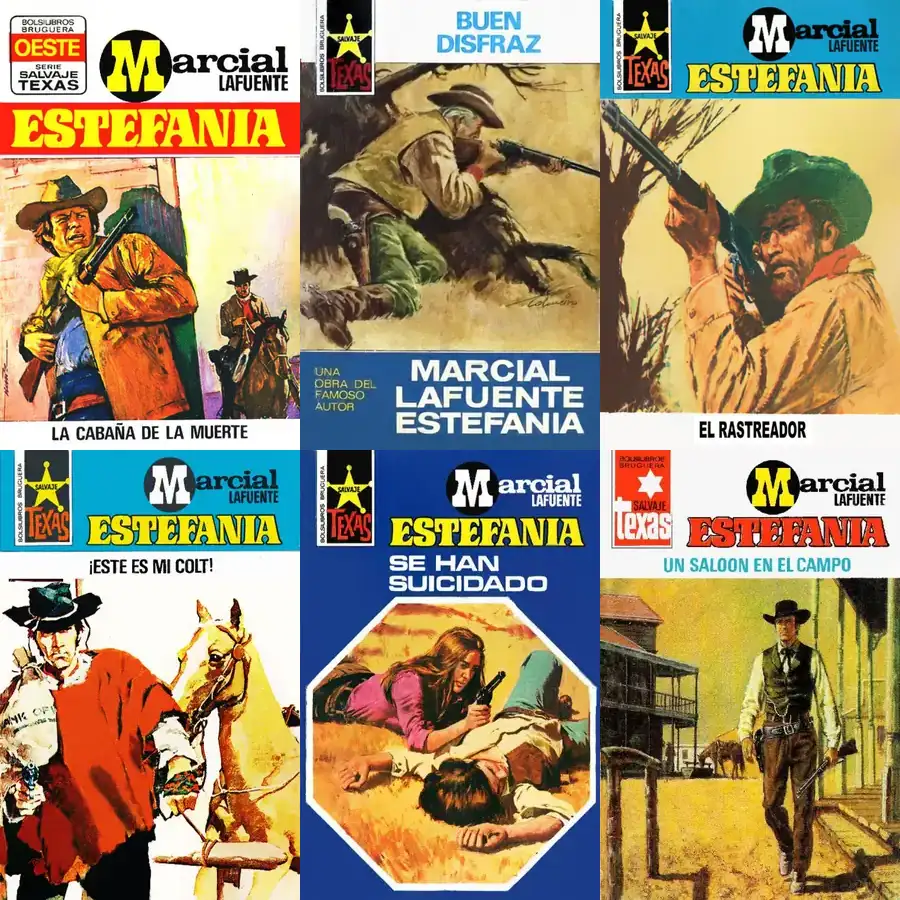 BOLSILIBROS
BRUGUERA
OESTE
SERIE
SALVAJE
TEXAS
Marcial
LAFUENTE
ESTEFANIA
LA CABAÑA DE LA MUERTE
BOLSILIBROS BRUGUERA
SALVAJE
TEXAS
BUEN
DISFRAZ
UNA
OBRA DEL
FAMOSO
AUTOR
MARCIAL
LAFUENTE
ESTEFANIA
BOLSILIBROS BRUGUERA
SALVAJE
TEXAS
Marcial
LAFUENTE
ESTEFANIA
EL RASTREADOR
BOLSILIBROS BRUGUERA
SALVAJE
TEXAS
Marcial
LAFUENTE
ESTEFANIA
¡ESTE ES MI COLT!
BOLSILIBROS BRUGUERA
SALVAJE
TEXAS
Marcial
LAFUENTE
ESTEFANIA
SE HAN
SUICIDADO
BOLSILIBROS
BRUGUERA
SALVAJE
texas
Marcial
LAFUENTE
ESTEFANIA
UN SALOON EN EL CAMPO